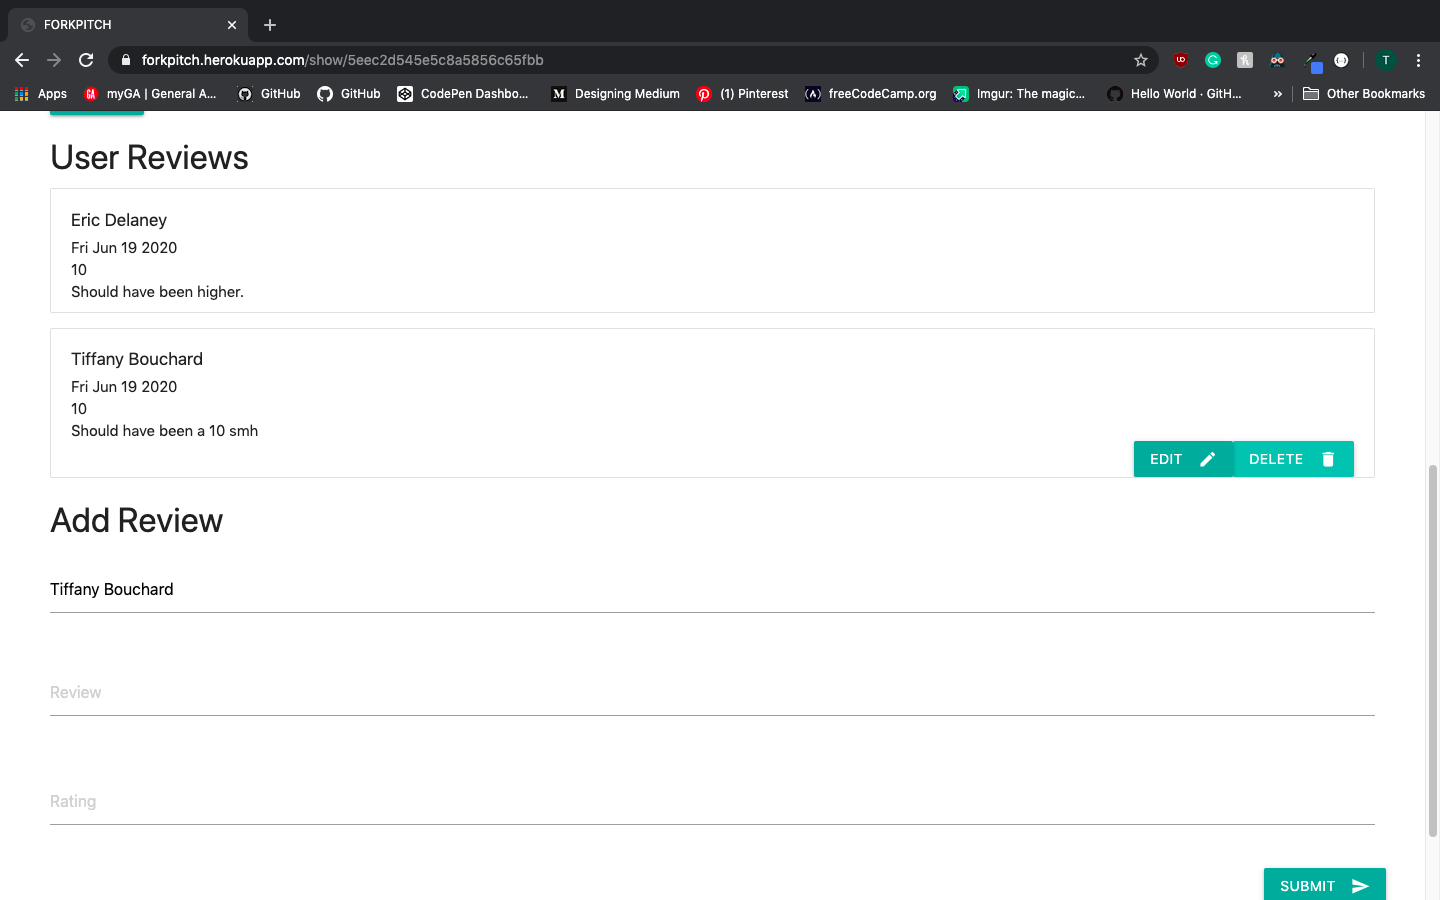 FORKPITCH
forkpitch.herokuapp.com/show/5eec2d545e5c8a5856c65fbb
T
Apps
GA
myGA | General A...
GitHub
GitHub
CodePen Dashbo...
M
Designing Medium
(1) Pinterest
freeCodeCamp.org
Imgur: The magic...
Hello World · GitH...
»
Other Bookmarks
User Reviews
Eric Delaney
Fri Jun 19 2020
10
Should have been higher.
Tiffany Bouchard
Fri Jun 19 2020
10
Should have been a 10 smh
EDIT
DELETE
Add Review
Tiffany Bouchard
Review
Rating
SUBMIT